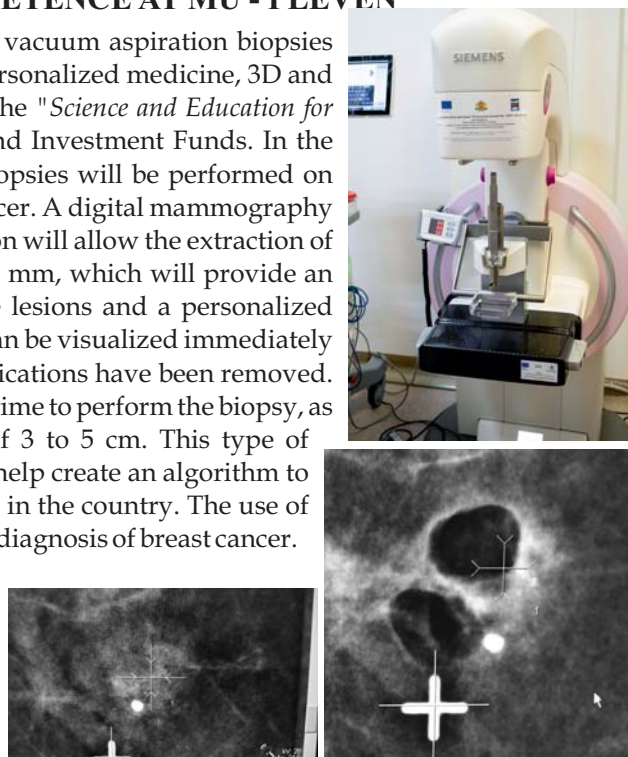 ETENCE AT MU - PLEVEN
vacuum aspiration biopsies
ersonalized medicine, 3D and
he "Science and Education for
nd Investment Funds. In the
opsies will be performed on
cer. A digital mammography
on will allow the extraction of
mm, which will provide an
lesions and a personalized
an be visualized immediately
ications have been removed.
ime to perform the biopsy, as
f 3 to 5 cm. This type of
help create an algorithm to
in the country. The use of
diagnosis of breast cancer.
SIEMENS